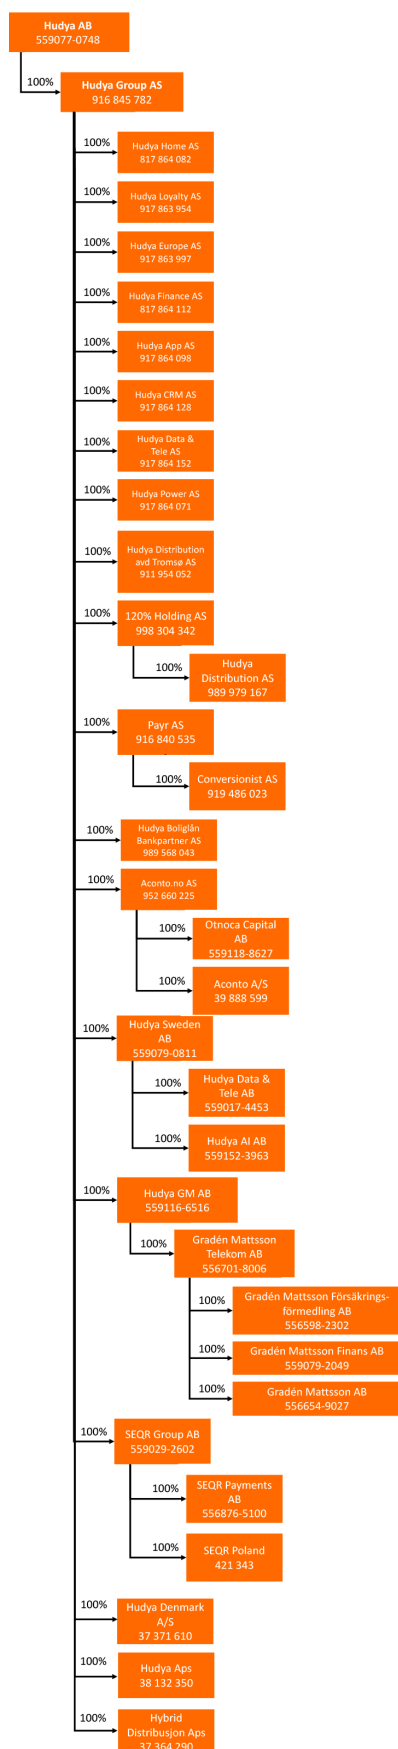 Hudya AB
559077-0748
100%
Hudya Group AS
916 845 782
100%
Hudya Home AS
817 864 082
100%
Hudya Loyalty AS
917 863 954
100%
Hudya Europe AS
917 863 997
100%
Hudya Finance AS
817 864 112
100%
Hudya App AS
917 864 098
100%
Hudya CRM AS
917 864 128
100%
Hudya Data &
Tele AS
917 864 152
100%
Hudya Power AS
917 864 071
100%
Hudya Distribution
avd Tromsø AS
911 954 052
100%
120% Holding AS
998 304 342
100%
Hudya
Distribution AS
989 979 167
100%
Payr AS
916 840 535
100%
Conversionist AS
919 486 023
100%
Hudya Boliglån
Bankpartner AS
989 568 043
100%
Aconto.no AS
952 660 225
100%
Otnoca Capital
AB
559118-8627
100%
Aconto A/S
39 888 599
100%
Hudya Sweden
AB
559079-0811
100%
Hudya Data &
Tele AB
559017-4453
100%
Hudya AI AB
559152-3963
100%
Hudya GM AB
559116-6516
100%
Gradén Mattsson
Telekom AB
556701-8006
100%
Gradén Mattsson Försäkrings-
förmedling AB
556598-2302
100%
Gradén Mattsson Finans AB
559079-2049
100%
Gradén Mattsson AB
556654-9027
100%
SEQR Group AB
559029-2602
100%
SEQR Payments
AB
556876-5100
100%
SEQR Poland
421 343
100%
Hudya Denmark
A/S
37 371 610
100%
Hudya Aps
38 132 350
100%
Hybrid
Distribusjon Aps
37 364 290